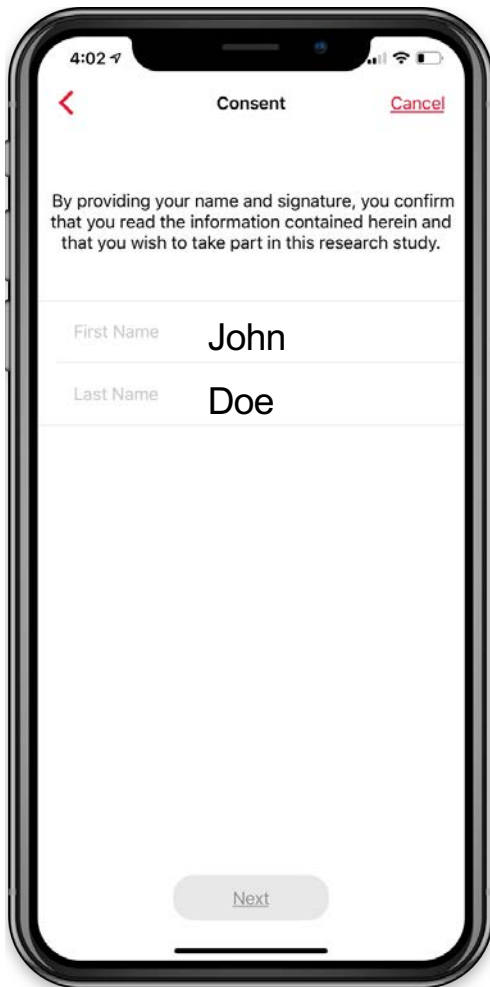 4:02
Consent
Cancel
By providing your name and signature, you confirm
that you read the information contained herein and
that you wish to take part in this research study.
First Name John
Last Name Doe
Next